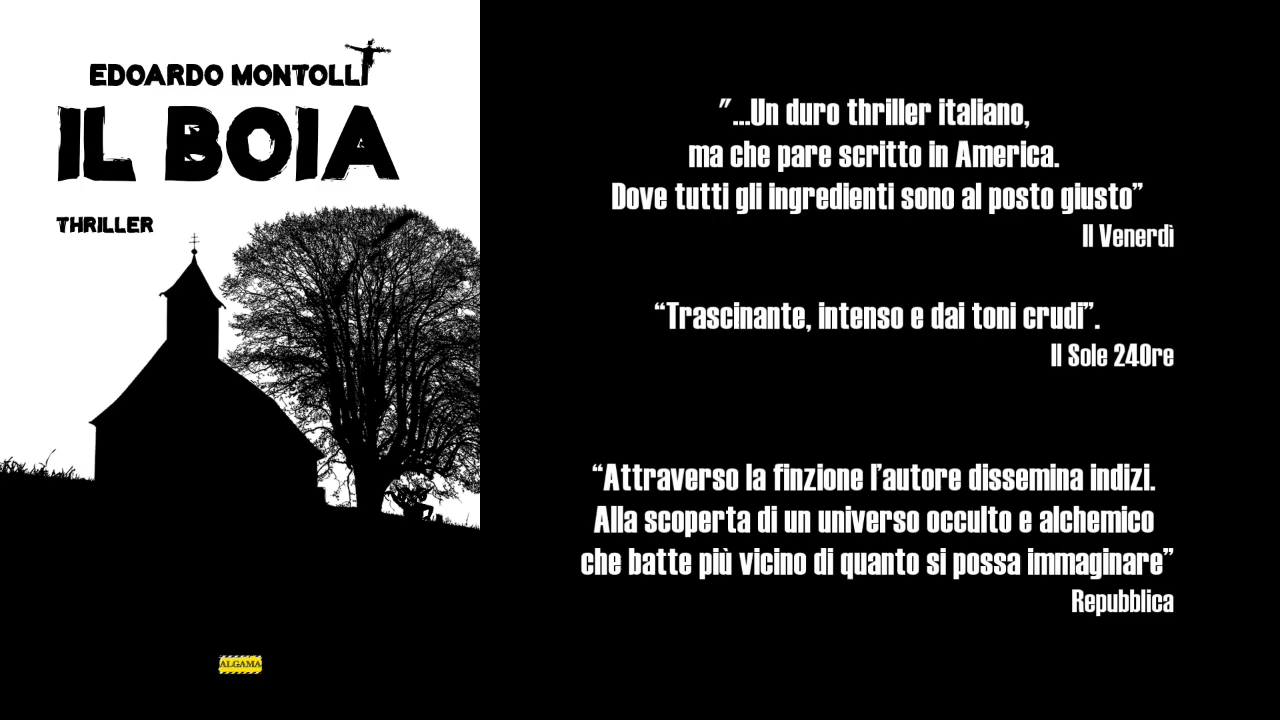 EDOARDO MONTOLLI
IL BOIA
THRILLER
ALGAMA
"...Un duro thriller italiano,
ma che pare scritto in America.
Dove tutti gli ingredienti sono al posto giusto”
Il Venerdì
“Trascinante, intenso e dai toni crudi”.
Il Sole 24Ore
“Attraverso la finzione l’autore dissemina indizi.
Alla scoperta di un universo occulto e alchemico
che batte più vicino di quanto si possa immaginare”
Repubblica